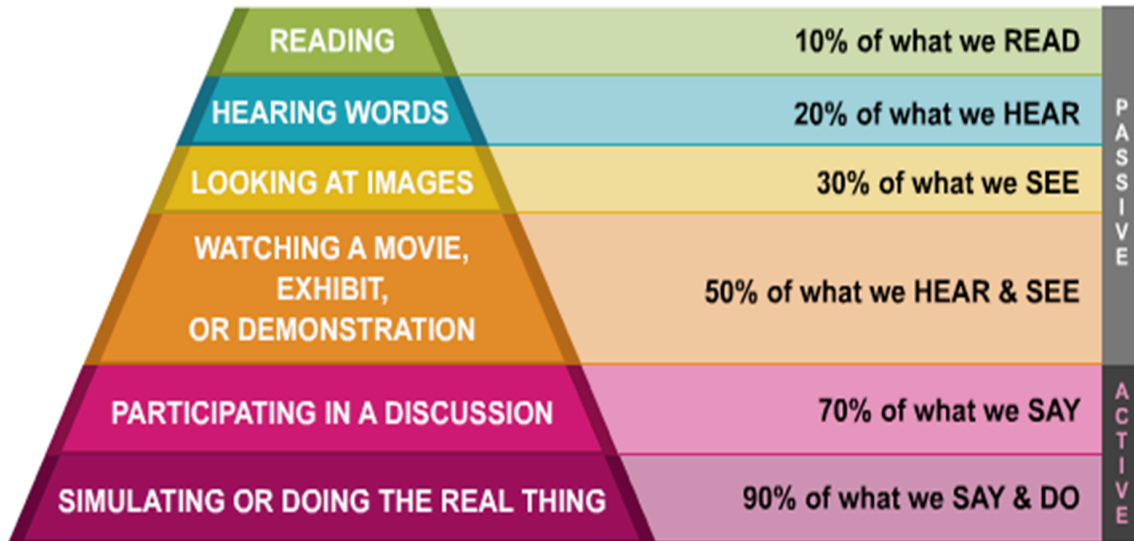 READING
10% of what we READ
HEARING WORDS
20% of what we HEAR
LOOKING AT IMAGES
30% of what we SEE
WATCHING A MOVIE,
EXHIBIT,
OR DEMONSTRATION
50% of what we HEAR & SEE
PASSIVE
PARTICIPATING IN A DISCUSSION
70% of what we SAY
SIMULATING OR DOING THE REAL THING
90% of what we SAY & DO
ACTIVE